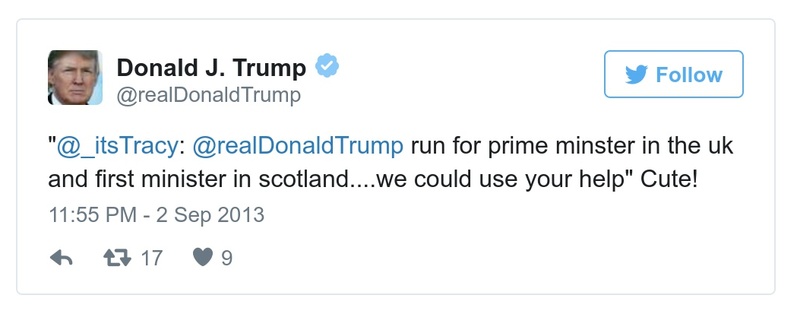 Donald J. Trump
@realDonaldTrump
Follow
"@_itsTracy: @realDonaldTrump run for prime minster in the uk
and first minister in scotland....we could use your help" Cute!
11:55 PM - 2 Sep 2013
17 9